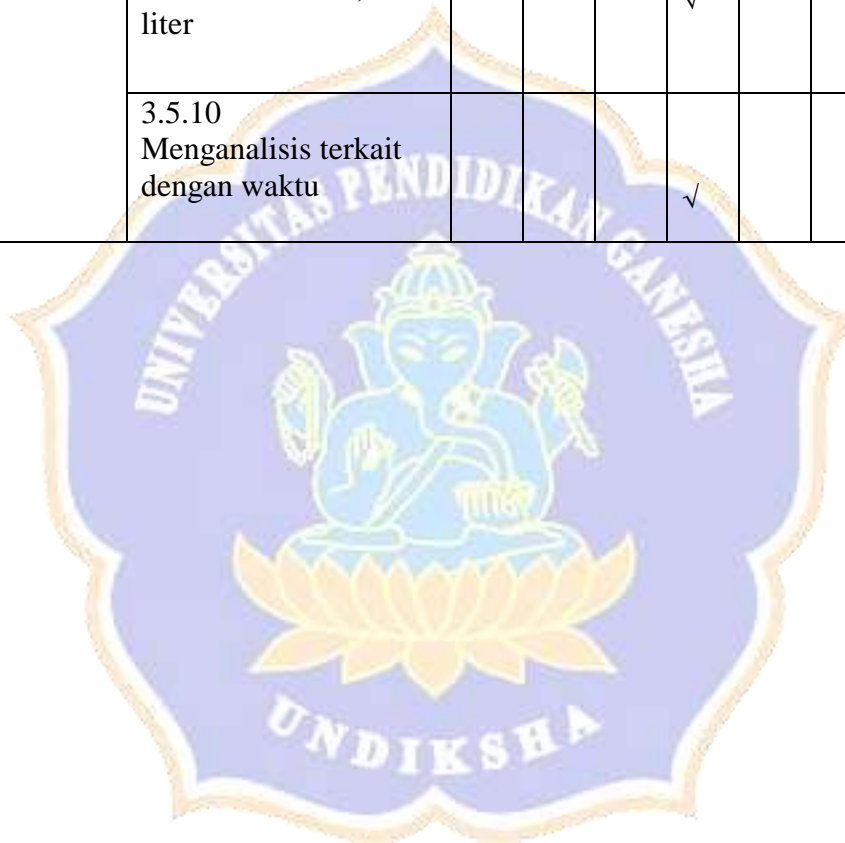 liter
√
3.5.10
Menganalisis terkait
dengan waktu
√
UNIVERSITAS PENDIDIKAN GANESHA
UNDIKSHA